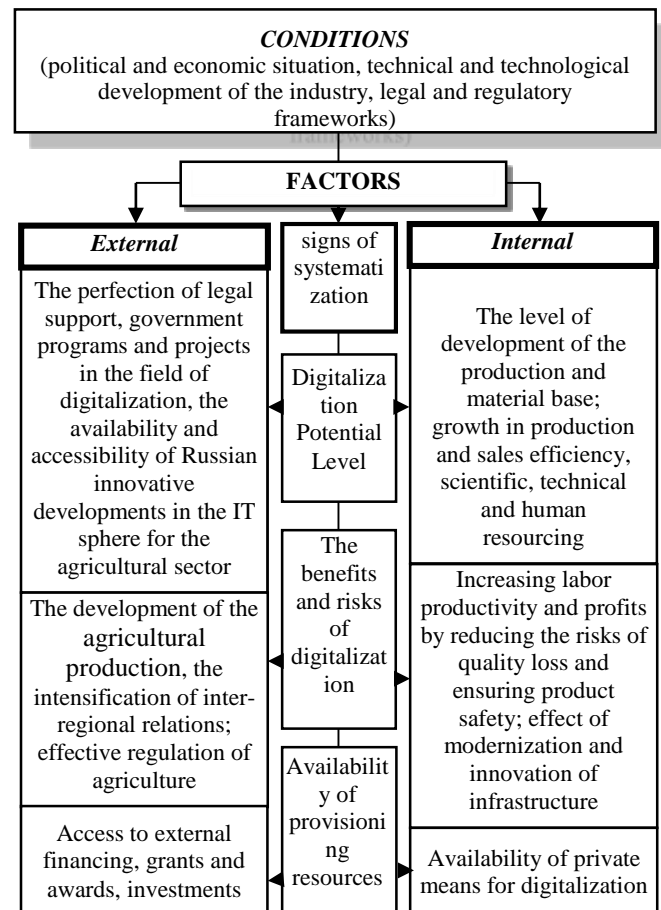 CONDITIONS
(political and economic situation, technical and technological
development of the industry, legal and regulatory
frameworks)
FACTORS
External
signs of
systemati
zation
Internal
The perfection of legal
support, government
programs and projects
in the field of
digitalization, the
availability and
accessibility of Russian
innovative
developments in the IT
sphere for the
agricultural sector
Digitaliza
tion
Potential
Level
The level of
development of the
production and
material base;
growth in production
and sales efficiency,
scientific, technical
and human
resourcing
The development of the
agricultural
production, the
intensification of inter-
regional relations;
effective regulation of
agriculture
The
benefits
and risks
of
digitalizat
ion
Increasing labor
productivity and profits
by reducing the risks of
quality loss and
ensuring product
safety; effect of
modernization and
innovation of
infrastructure
Access to external
financing, grants and
awards, investments
Availabilit
y of
provisioni
ng
resources
Availability of private
means for digitalization